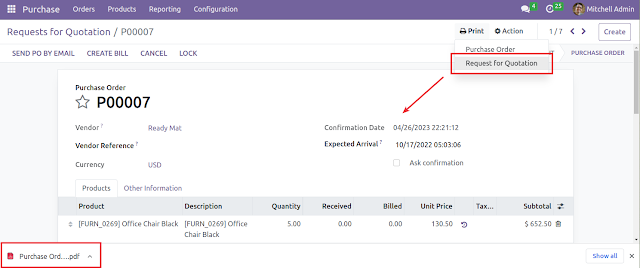 Purchase Orders Products Reporting Configuration 4 25 Mitchell Admin
Requests for Quotation / P00007 Print Action 1 / 7 Create
SEND PO BY EMAIL CREATE BILL CANCEL LOCK PURCHASE ORDER
Purchase Order
Request for Quotation
Purchase Order
P00007
Vendor ? Ready Mat Confirmation Date 04/26/2023 22:21:12
Vendor Reference ? Expected Arrival ? 10/17/2022 05:03:06
Currency USD Ask confirmation
Products Other Information
Product Description Quantity Received Billed Unit Price Tax... Subtotal
[FURN_0269] Office Chair Black [FURN_0269] Office 5.00 0.00 0.00 130.50 $ 652.50
Chair Black
Purchase Ord....pdf Show all